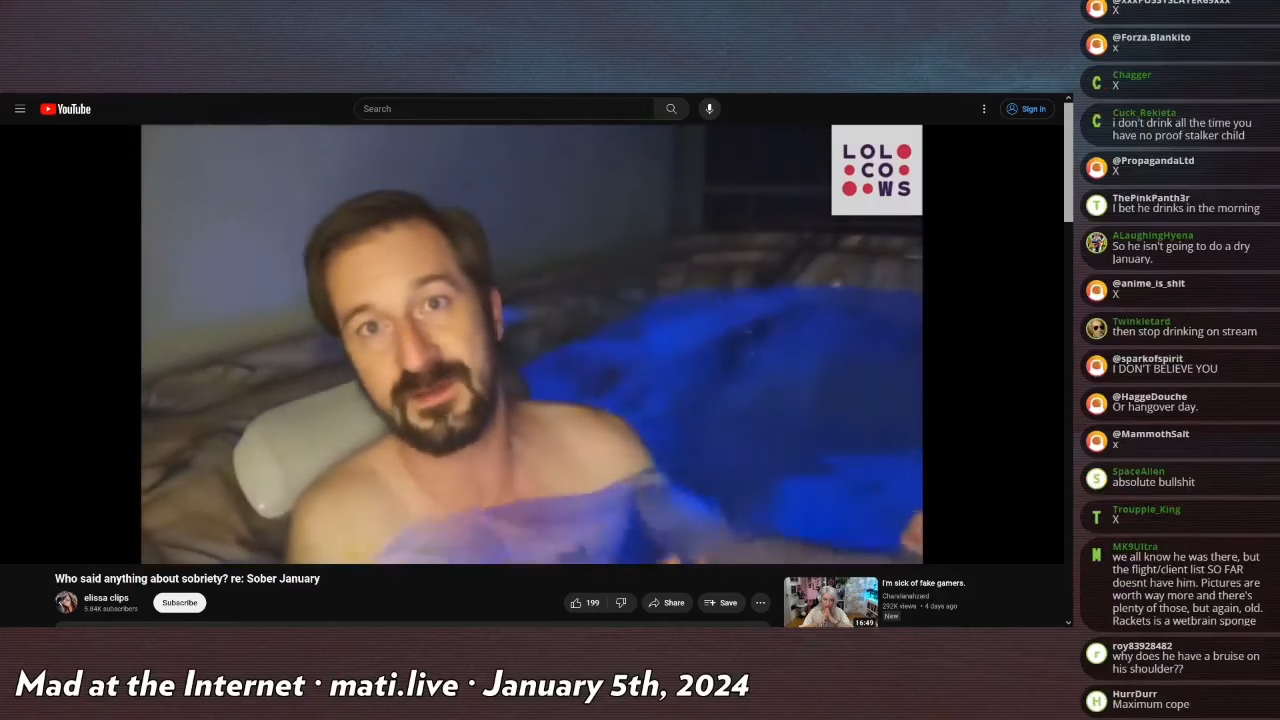 YouTube
Search
Sign in
LOL
CO
WS
Who said anything about sobriety? re: Sober January
elissa clips
5.84K subscribers
Subscribe
199
Share
Save
I'm sick of fake gamers.
292K views • 4 days ago
New
16:49
Mad at the Internet · mati.live · January 5th, 2024
X
@Forza.Blankito
x
Chagger
X
Cuck_Rekieta
i don't drink all the time you
have no proof stalker child
@PropagandaLtd
X
ThePinkPanth3r
I bet he drinks in the morning
ALaughingHyena
So he isn't going to do a dry
January.
@anime_is_shit
X
Twinkietard
then stop drinking on stream
@sparkofspirit
I DON'T BELIEVE YOU
@HaggeDouche
Or hangover day.
@MammothSalt
x
SpaceAllen
absolute bullshit
Troupple_King
X
MK9Ultra
we all know he was there, but
the flight/client list SO FAR
doesnt have him. Pictures are
worth way more and there's
plenty of those, but again, old.
Rackets is a wetbrain sponge
roy83928482
why does he have a bruise on
his shoulder??
HurrDurr
Maximum cope